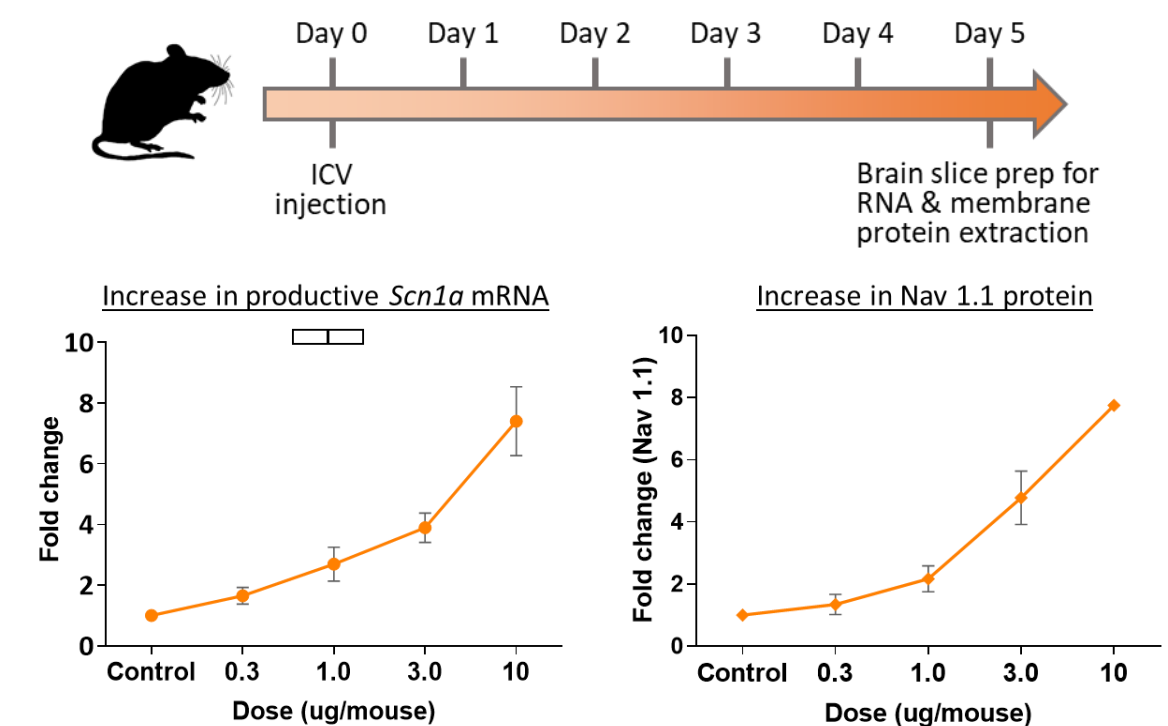 Day 0 Day 1 Day 2 Day 3 Day 4 Day 5
ICV
injection
Brain slice prep for
RNA & membrane
protein extraction
Increase in productive Scn1a mRNA
Fold change
10
8
6
4
2
0
Control 0.3 1.0 3.0 10
Dose (ug/mouse)
Increase in Nav 1.1 protein
Fold change (Nav 1.1)
10
8
6
4
2
0
Control 0.3 1.0 3.0 10
Dose (ug/mouse)